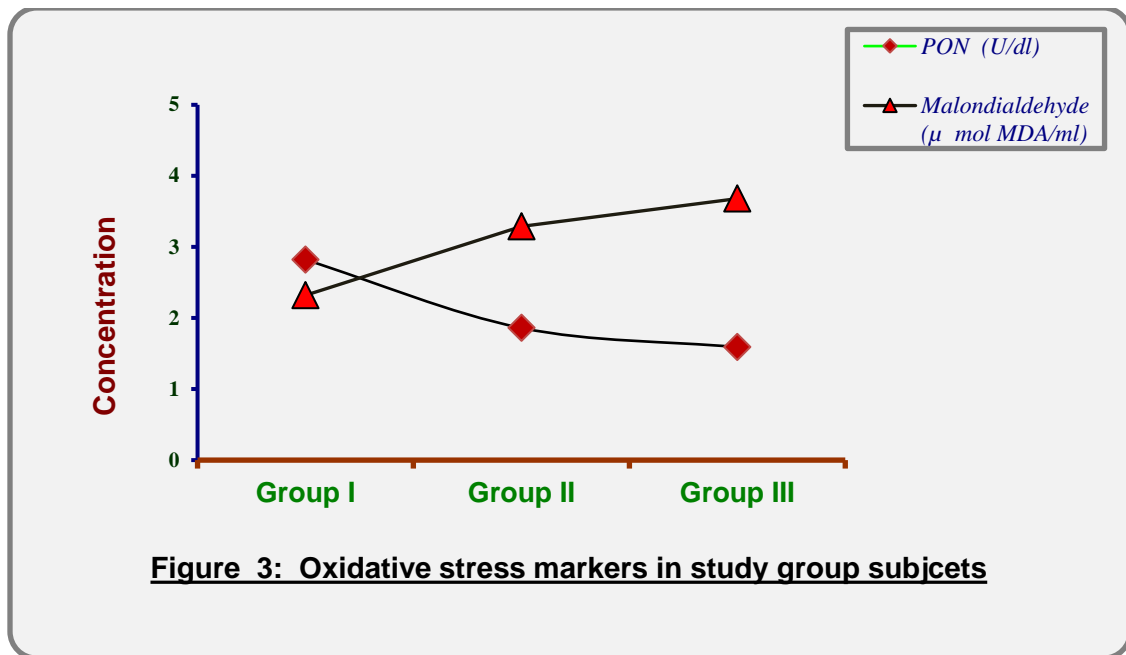 PON (U/dl)
Malondialdehyde
(µ mol MDA/ml)
5
4
3
2
1
0
Concentration
Group I Group II Group III
Figure 3: Oxidative stress markers in study group subjcets